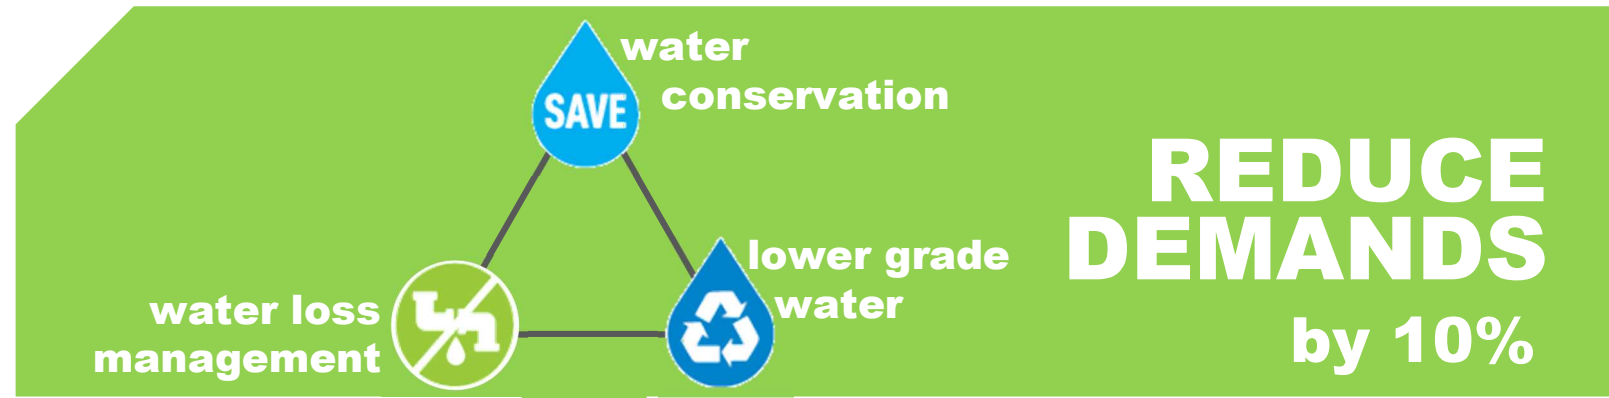 water
conservation
SAVE
lower grade
water
water loss
management
REDUCE
DEMANDS
by 10%